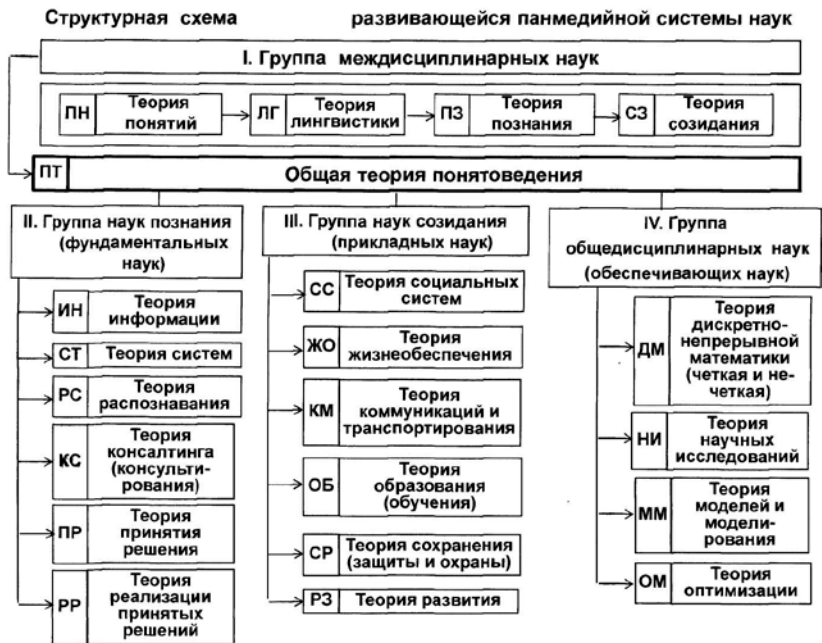 Структурная схема развивающейся панмедийной системы наук
I. Группа междисциплинарных наук
ПН
Теория
понятий
ЛГ
Теория
лингвистики
ПЗ
Теория
познания
СЗ
Теория
созидания
ПТ
Общая теория понятоведения
II. Группа наук познания
(фундаментальных
наук)
ИН
Теория
информации
СТ
Теория систем
РС
Теория
распознавания
КС
Теория
консалтинга
(консульти-
рования)
ПР
Теория
принятия
решения
РР
Теория
реализации
принятых
решений
III. Группа наук созидания
(прикладных наук)
СС
Теория социальных
систем
ЖО
Теория
жизнеобеспечения
КМ
Теория
коммуникаций и
транспортирования
ОБ
Теория
образования
(обучения)
СР
Теория сохранения
(защиты и охраны)
РЗ
Теория развития
IV. Группа
общедисциплинарных наук
(обеспечивающих наук)
ДМ
Теория
дискретно-
непрерывной
математики
(четкая и не-
четкая)
НИ
Теория
научных
исследований
ММ
Теория
моделей и
модели-
рования
ОМ
Теория
оптимизации